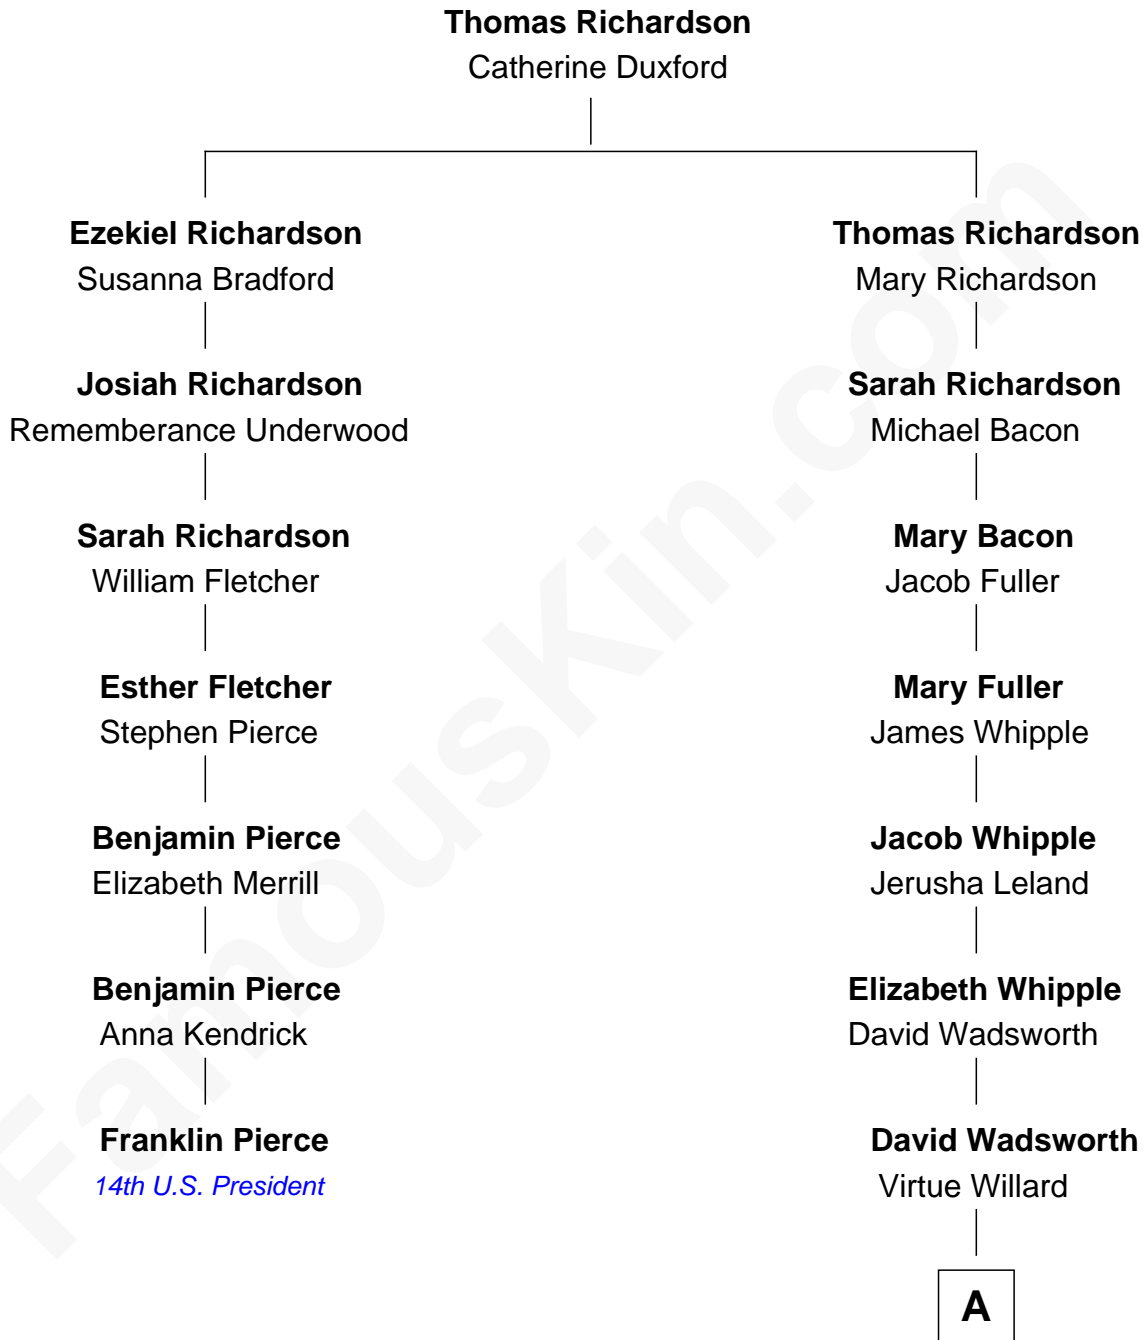 Thomas Richardson
Catherine Duxford
Ezekiel Richardson
Susanna Bradford
Josiah Richardson
Rememberance Underwood
Sarah Richardson
William Fletcher
Esther Fletcher
Stephen Pierce
Benjamin Pierce
Elizabeth Merrill
Benjamin Pierce
Anna Kendrick
Franklin Pierce
14th U.S. President
Thomas Richardson
Mary Richardson
Sarah Richardson
Michael Bacon
Mary Bacon
Jacob Fuller
Mary Fuller
James Whipple
Jacob Whipple
Jerusha Leland
Elizabeth Whipple
David Wadsworth
David Wadsworth
Virtue Willard
A
FamousKin.com